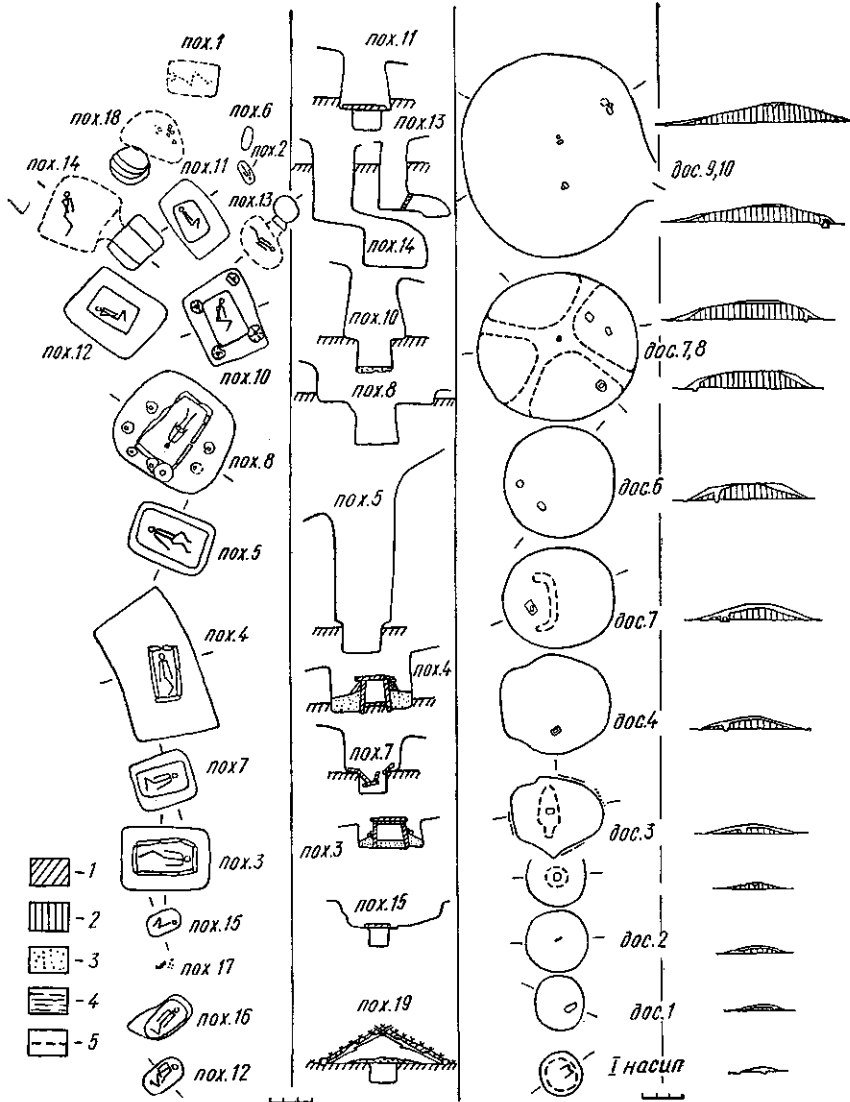 пох.1
пох.18
пох.6
пох.2
пох.14
пох.11
пох.13
пох.12
пох.10
пох.8
пох.5
пох.4
пох7
пох.3
пох.15
пох 17
пох.16
пох.12
- 1
- 2
- 3
- 4
- 5
пох.11
пох.13
пох.14
пох.10
пох.8
пох.5
пох.4
пох.7
пох.3
пох.15
пох.19
дос. 9,10
дос.7,8
дос.6
дос.7
дос.4
дос.3
дос.2
дос.1
I насип